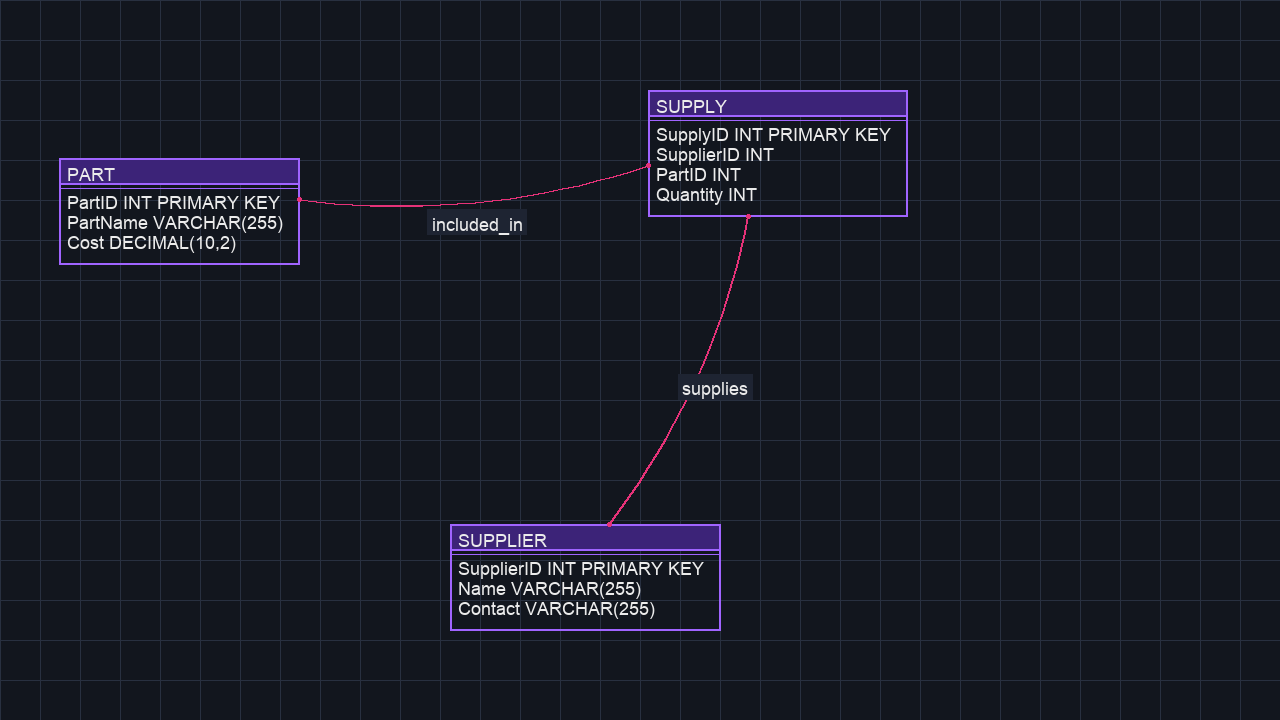 SUPPLY
SupplyID INT PRIMARY KEY
SupplierID INT
PartID INT
Quantity INT
PART
PartID INT PRIMARY KEY
PartName VARCHAR(255)
Cost DECIMAL(10,2)
included_in
supplies
SUPPLIER
SupplierID INT PRIMARY KEY
Name VARCHAR(255)
Contact VARCHAR(255)